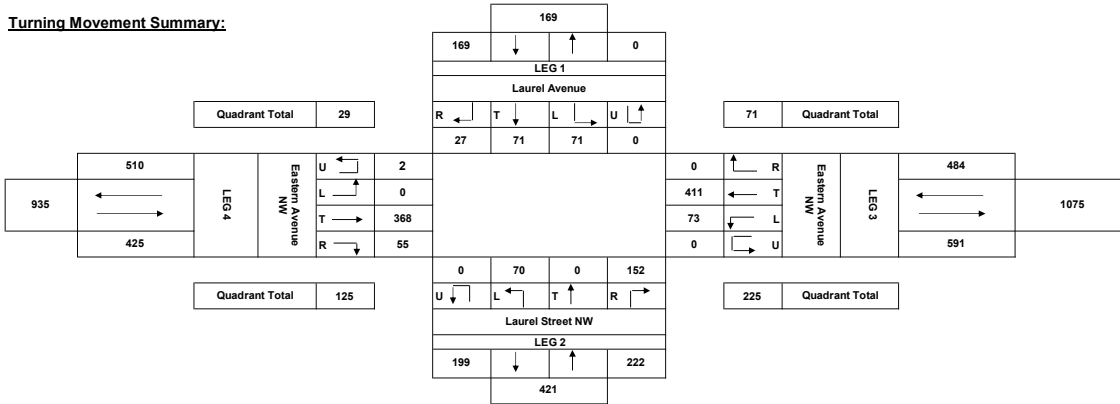 Turning Movement Summary:
169
169 0
LEG 1
Laurel Avenue
R T L U
27 71 71 0
Quadrant Total 29
Quadrant Total 71
935
510
425
LEG 4
Eastern Avenue NW
U 2
L 0
T 368
R 55
0 R
411 T
73 L
0 U
Eastern Avenue NW
LEG 3
484
591
1075
Quadrant Total 125
225 Quadrant Total
0 70 0 152
U L T R
Laurel Street NW
LEG 2
199 222
421